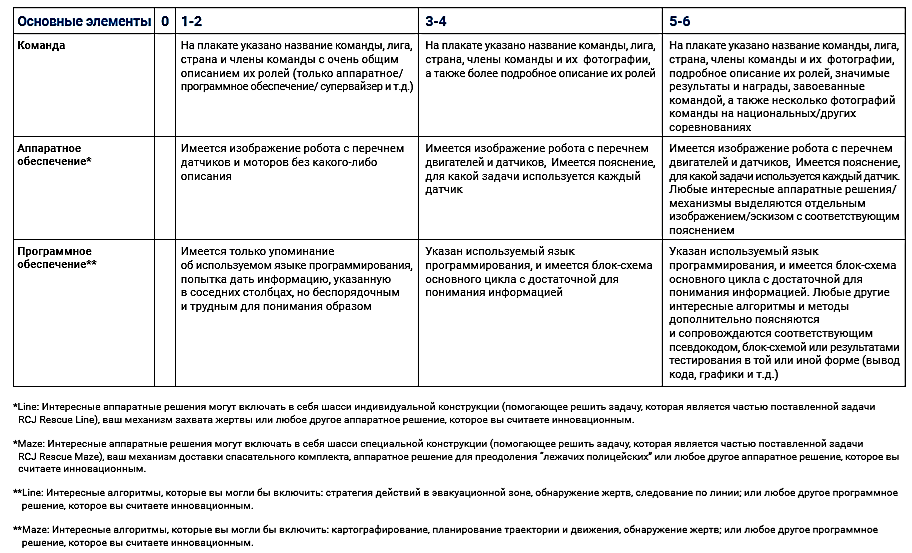 Основные элементы 0 1-2 3-4 5-6
Команда
На плакате указано название команды, лига,
страна и члены команды с очень общим
описанием их ролей (только аппаратное/
программное обеспечение/ супервайзер и т.д.)
На плакате указано название команды, лига,
страна, члены команды и их фотографии,
а также более подробное описание их ролей
На плакате указано название команды, лига,
страна, члены команды и их фотографии,
подробное описание их ролей, значимые
результаты и награды, завоеванные
командой, а также несколько фотографий
команды на национальных/других
соревнованиях
Аппаратное
обеспечение*
Имеется изображение робота с перечнем
датчиков и моторов без какого-либо
описания
Имеется изображение робота с перечнем
двигателей и датчиков, Имеется пояснение,
для какой задачи используется каждый
датчик
Имеется изображение робота с перечнем
двигателей и датчиков, Имеется пояснение,
для какой задачи используется каждый датчик.
Любые интересные аппаратные решения/
механизмы выделяются отдельным
изображением/эскизом с соответствующим
пояснением
Программное
обеспечение**
Имеется только упоминание
об используемом языке программирования,
попытка дать информацию, указанную
в соседних столбцах, но беспорядочным
и трудным для понимания образом
Указан используемый язык
программирования, и имеется блок-схема
основного цикла с достаточной для
понимания информацией
Указан используемый язык
программирования, и имеется блок-схема
основного цикла с достаточной для
понимания информацией. Любые другие
интересные алгоритмы и методы
дополнительно поясняются
и сопровождаются соответствующим
псевдокодом, блок-схемой или результатами
тестирования в той или иной форме (вывод
кода, графики и т.д.)
*Line: Интересные аппаратные решения могут включать в себя шасси индивидуальной конструкции (помогающее решить задачу, которая является частью поставленной задачи
RCJ Rescue Line), ваш механизм захвата жертвы или любое другое аппаратное решение, которое вы считаете инновационным.
*Maze: Интересные аппаратные решения могут включать в себя шасси специальной конструкции (помогающее решить задачу, которая является частью поставленной задачи
RCJ Rescue Maze), ваш механизм доставки спасательного комплекта, аппаратное решение для преодоления “лежачих полицейских” или любое другое аппаратное решение, которое вы
считаете инновационным.
**Line: Интересные алгоритмы, которые вы могли бы включить: стратегия действий в эвакуационной зоне, обнаружение жертв, следование по линии; или любое другое программное
решение, которое вы считаете инновационным.
**Maze: Интересные алгоритмы, которые вы могли бы включить: картографирование, планирование траектории и движения, обнаружение жертв; или любое другое программное
решение, которое вы считаете инновационным.